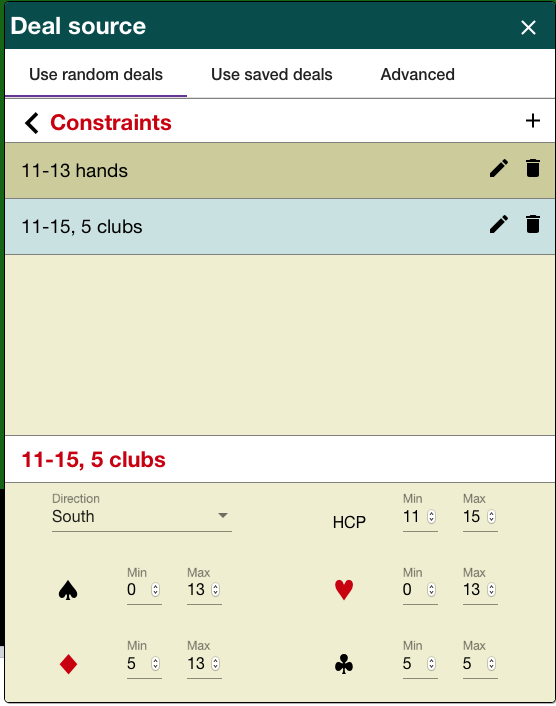 Deal source
Use random deals Use saved deals Advanced
Constraints
11-13 hands
11-15, 5 clubs
11-15, 5 clubs
Direction Min Max
South HCP 11 15
Min Max Min Max
0 13 0 13
Min Max Min Max
5 13 5 5